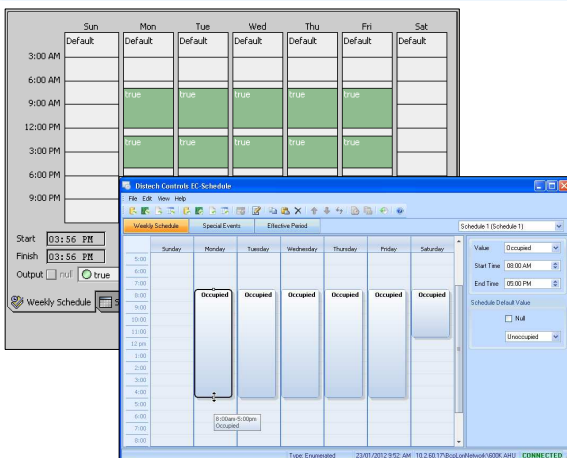 Sun Mon Tue Wed Thu Fri Sat
Default Default Default Default Default Default Default
3:00 AM
6:00 AM
true true true true true
9:00 AM
12:00 PM
true true true true true
3:00 PM
6:00 PM
9:00 PM
Start 03:56 PM
Finish 03:56 PM
Output null true
Weekly Schedule
Distech Controls EC-Schedule
File Edit View Help
Weekly Schedule Special Events Effective Period Schedule 1 (Schedule 1)
Sunday Monday Tuesday Wednesday Thursday Friday Saturday
Value Occupied
5:00
6:00
Start Time 08:00 AM
7:00
End Time 05:00 PM
8:00 Occupied Occupied Occupied Occupied Occupied Occupied
Schedule Default Value
9:00
Null
10:00
11:00
Unoccupied
12 pm
1:00
2:00
3:00
4:00
5:00
6:00
8:00am-5:00pm
Occupied
7:00
8:00
Type: Enumerated 23/01/2012 9:52 AM 10.2.60.17\BcpLonNetwork\600K AHU CONNECTED